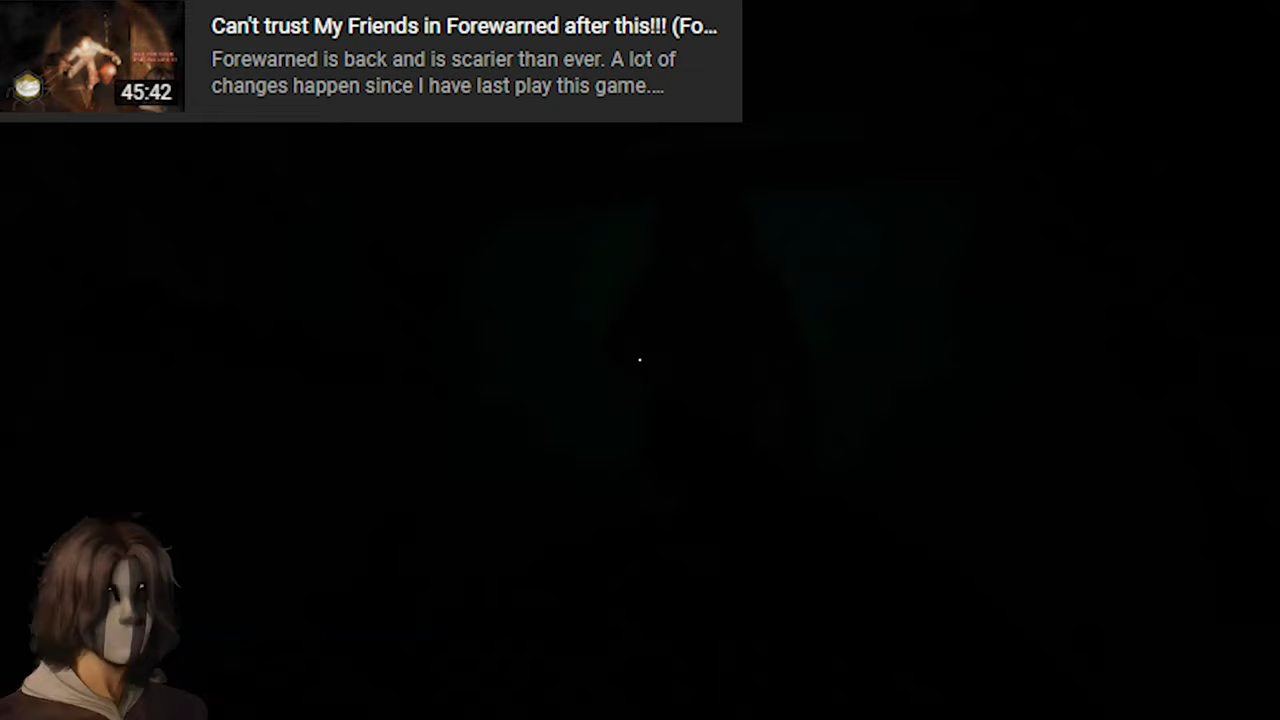 Can't trust My Friends in Forewarned after this!!! (Fo...
Forewarned is back and is scarier than ever. A lot of
changes happen since I have last play this game....
45:42